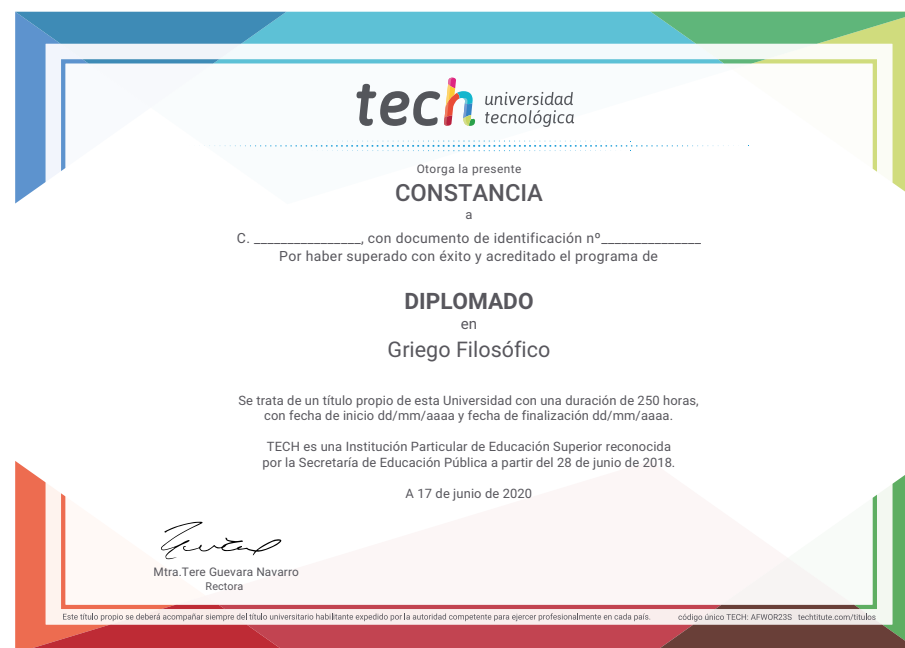 tech universidad
tecnológica
Otorga la presente
CONSTANCIA
a
C. ________________, con documento de identificación nº_______________
Por haber superado con éxito y acreditado el programa de
DIPLOMADO
en
Griego Filosófico
Se trata de un título propio de esta Universidad con una duración de 250 horas,
con fecha de inicio dd/mm/aaaa y fecha de finalización dd/mm/aaaa.
TECH es una Institución Particular de Educación Superior reconocida
por la Secretaría de Educación Pública a partir del 28 de junio de 2018.
A 17 de junio de 2020
Mtra.Tere Guevara Navarro
Rectora
Este título propio se deberá acompañar siempre del título universitario habilitante expedido por la autoridad competente para ejercer profesionalmente en cada país. código único TECH: AFWOR23S techtitute.com/titulos